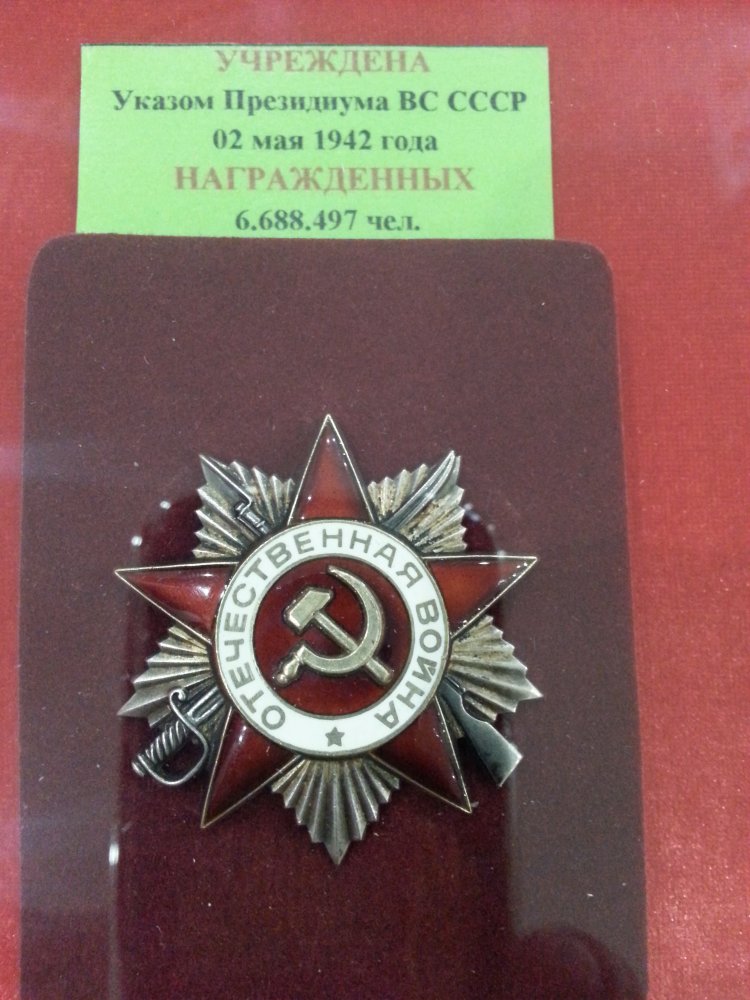 УЧРЕЖДЕНА
Указом Президиума ВС СССР
02 мая 1942 года
НАГРАЖДЕННЫХ
6.688.497 чел.
ОТЕЧЕСТВЕННАЯ ВОЙНА